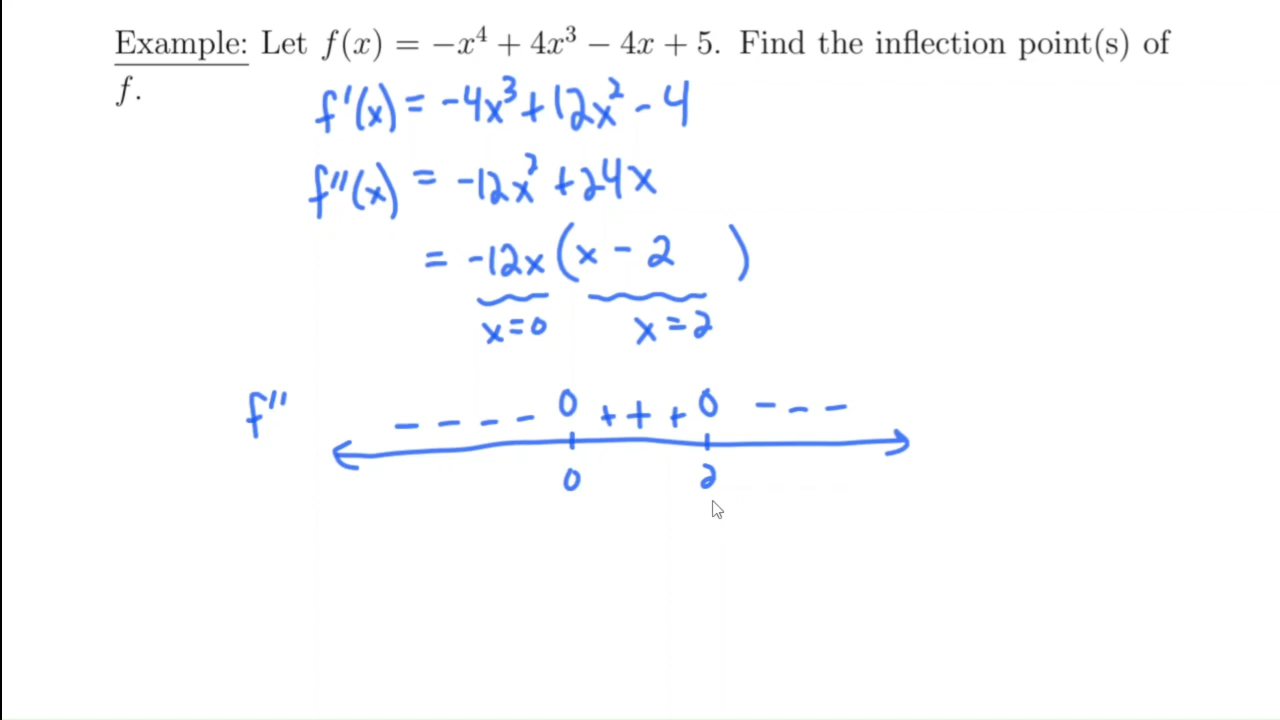 Example: Let f(x) = −x⁴ + 4x³ − 4x + 5. Find the inflection point(s) of
f.
f'(x) = -4x³ + 12x² - 4
f''(x) = -12x² + 24x
= -12x (x - 2 )
x=0 x=2
f'' - - - - 0 + + + 0 - - -
0 2